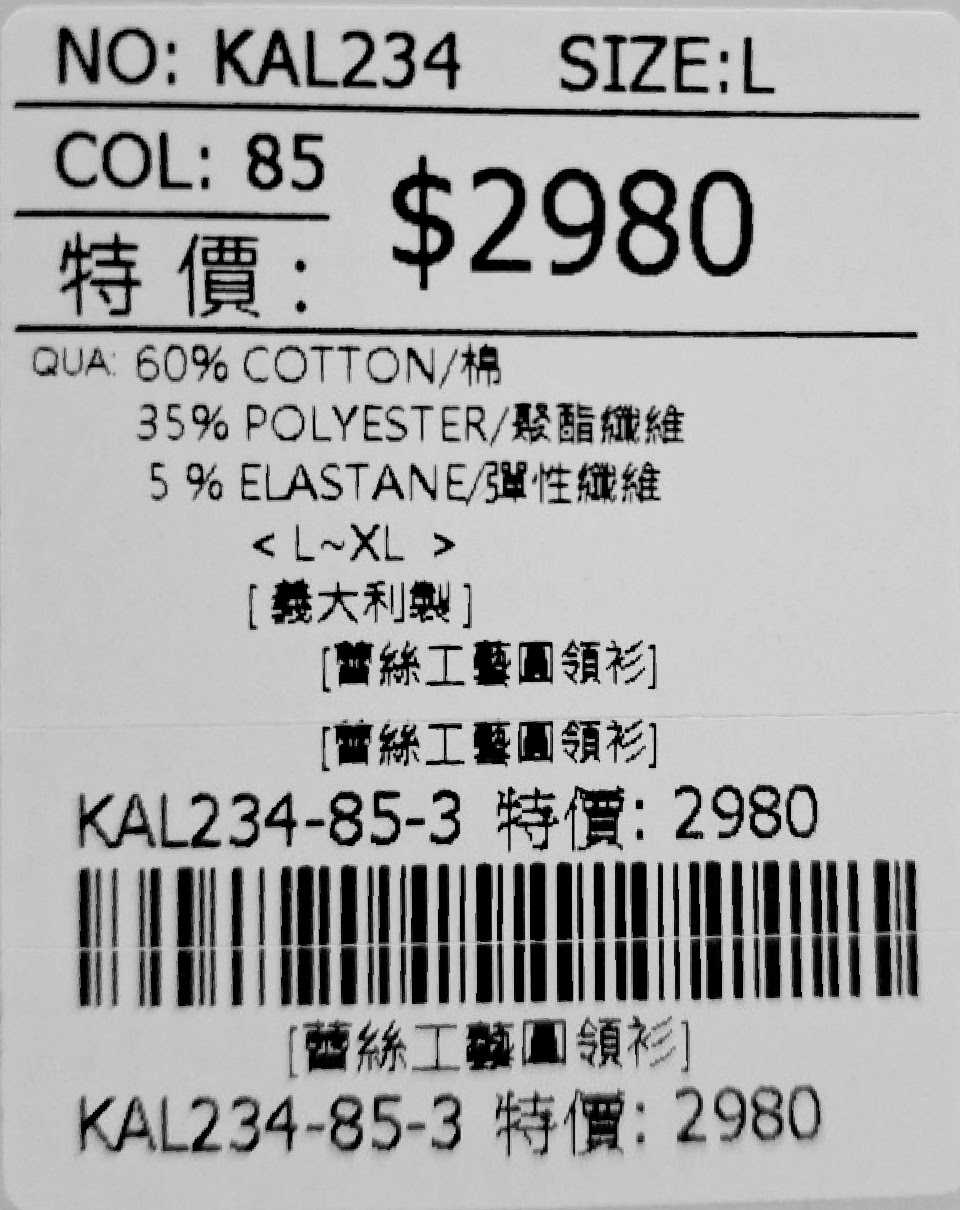 NO: KAL234 SIZE:L
COL: 85
$2980
特價:
QUA: 60% COTTON/棉
35% POLYESTER/聚酯纖維
5 % ELASTANE/彈性纖維
< L~XL >
[義大利製]
[蕾絲工藝圓領衫]
[蕾絲工藝圓領衫]
KAL234-85-3 特價: 2980
[蕾絲工藝圓領衫]
KAL234-85-3 特價: 2980